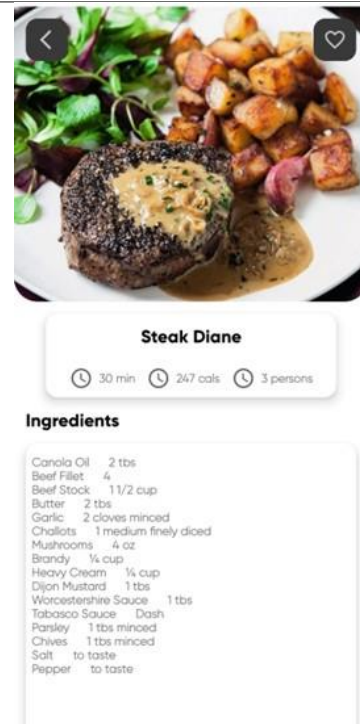 Steak Diane
30 min 247 cals 3 persons
Ingredients
Canola Oil 2 tbs
Beef Fillet 4
Beef Stock 1 1/2 cup
Butter 2 tbs
Garlic 2 cloves minced
Challots 1 medium finely diced
Mushrooms 4 oz
Brandy ¼ cup
Heavy Cream ¼ cup
Dijon Mustard 1 tbs
Worcestershire Sauce 1 tbs
Tabasco Sauce Dash
Parsley 1 tbs minced
Chives 1 tbs minced
Salt to taste
Pepper to taste